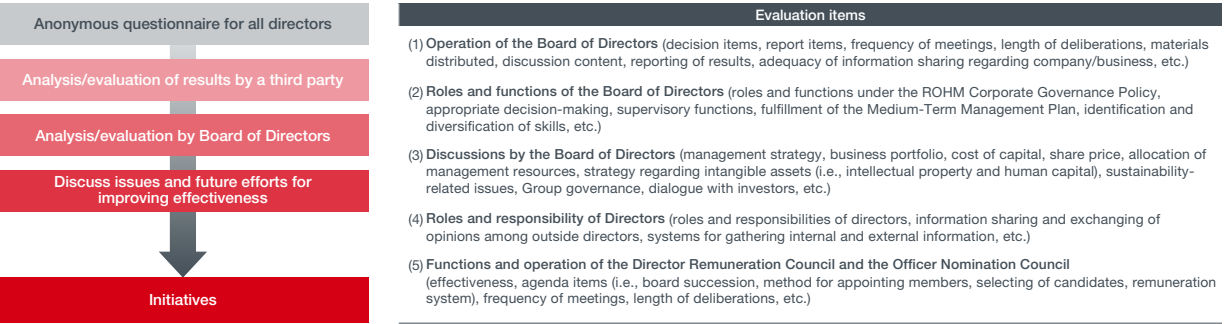 Anonymous questionnaire for all directors
Analysis/evaluation of results by a third party
Analysis/evaluation by Board of Directors
Discuss issues and future efforts for
improving effectiveness
Initiatives
Evaluation items
(1) Operation of the Board of Directors (decision items, report items, frequency of meetings, length of deliberations, materials
distributed, discussion content, reporting of results, adequacy of information sharing regarding company/business, etc.)
(2) Roles and functions of the Board of Directors (roles and functions under the ROHM Corporate Governance Policy,
appropriate decision-making, supervisory functions, fulfillment of the Medium-Term Management Plan, identification and
diversification of skills, etc.)
(3) Discussions by the Board of Directors (management strategy, business portfolio, cost of capital, share price, allocation of
management resources, strategy regarding intangible assets (i.e., intellectual property and human capital), sustainability-
related issues, Group governance, dialogue with investors, etc.)
(4) Roles and responsibility of Directors (roles and responsibilities of directors, information sharing and exchanging of
opinions among outside directors, systems for gathering internal and external information, etc.)
(5) Functions and operation of the Director Remuneration Council and the Officer Nomination Council
(effectiveness, agenda items (i.e., board succession, method for appointing members, selecting of candidates, remuneration
system), frequency of meetings, length of deliberations, etc.)